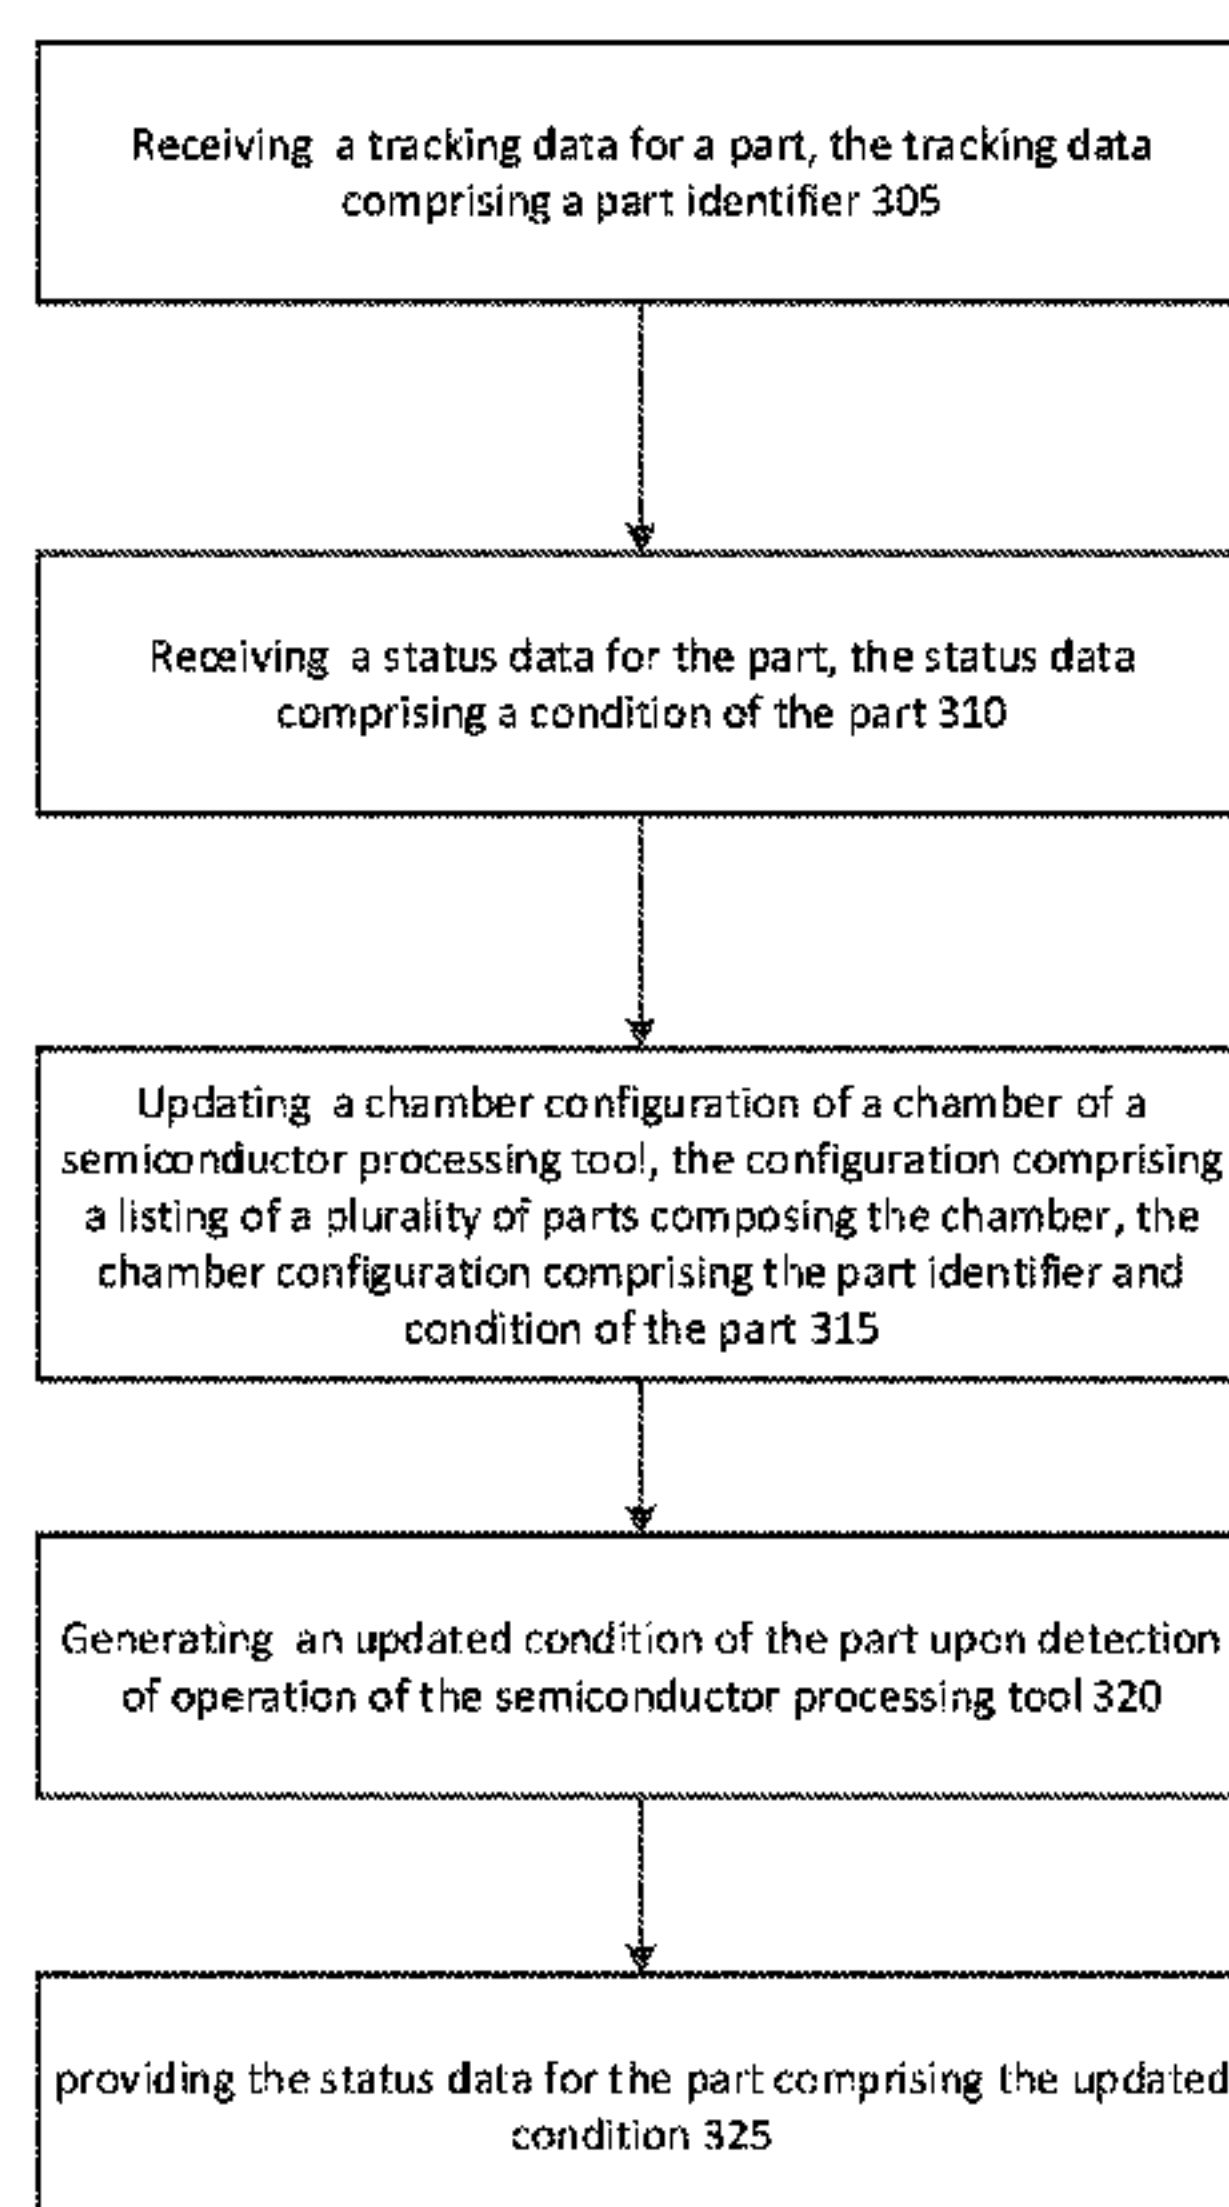 Receiving a tracking data for a part, the tracking data
comprising a part identifier 305
Receiving a status data for the part, the status data
comprising a condition of the part 310
Updating a chamber configuration of a chamber of a
semiconductor processing tool, the configuration comprising
a listing of a plurality of parts composing the chamber, the
chamber configuration comprising the part identifier and
condition of the part 315
Generating an updated condition of the part upon detection
of operation of the semiconductor processing tool 320
providing the status data for the part comprising the updated
condition 325